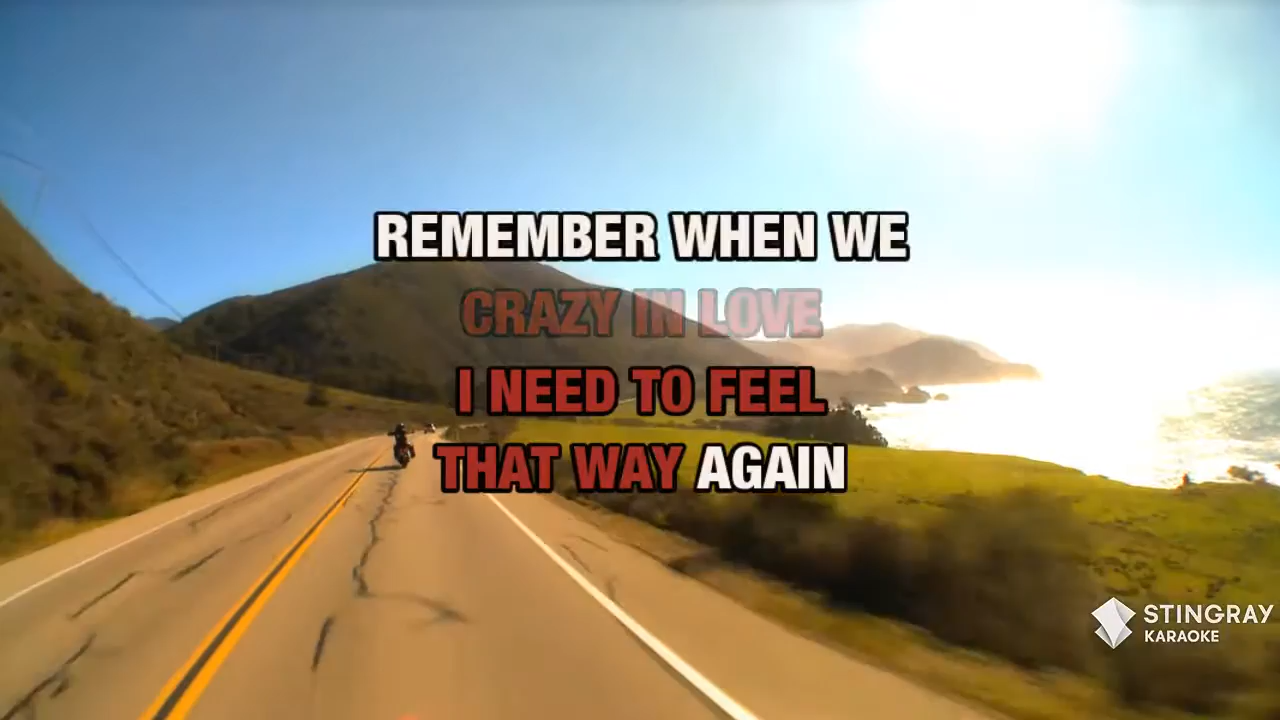 REMEMBER WHEN WE
CRAZY IN LOVE
I NEED TO FEEL
THAT WAY AGAIN
STINGRAY
KARAOKE